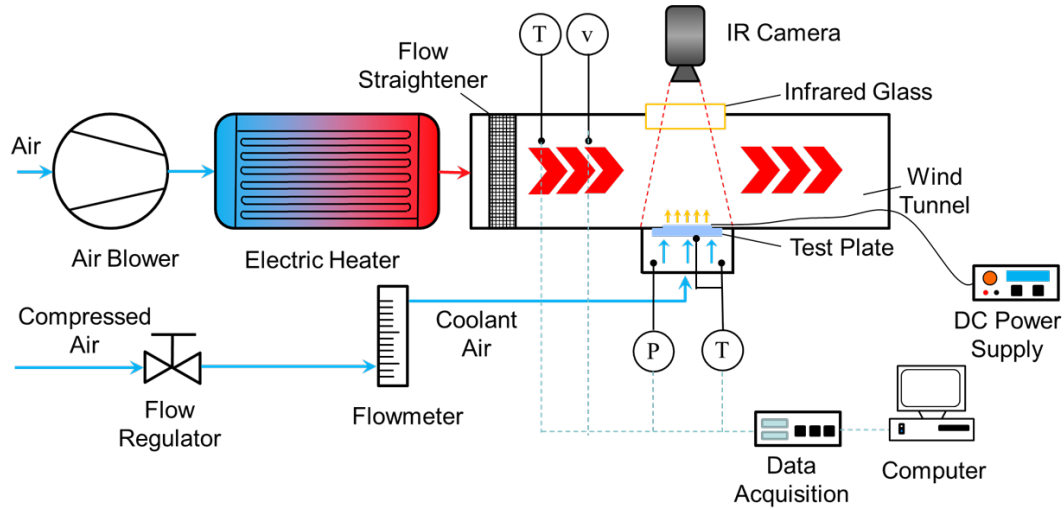 T
v
IR Camera
Flow
Straightener
Infrared Glass
Air
Wind
Tunnel
Test Plate
Air Blower
Electric Heater
Compressed
Air
Coolant
Air
DC Power
Supply
P
T
Flow
Regulator
Flowmeter
Data
Acquisition
Computer